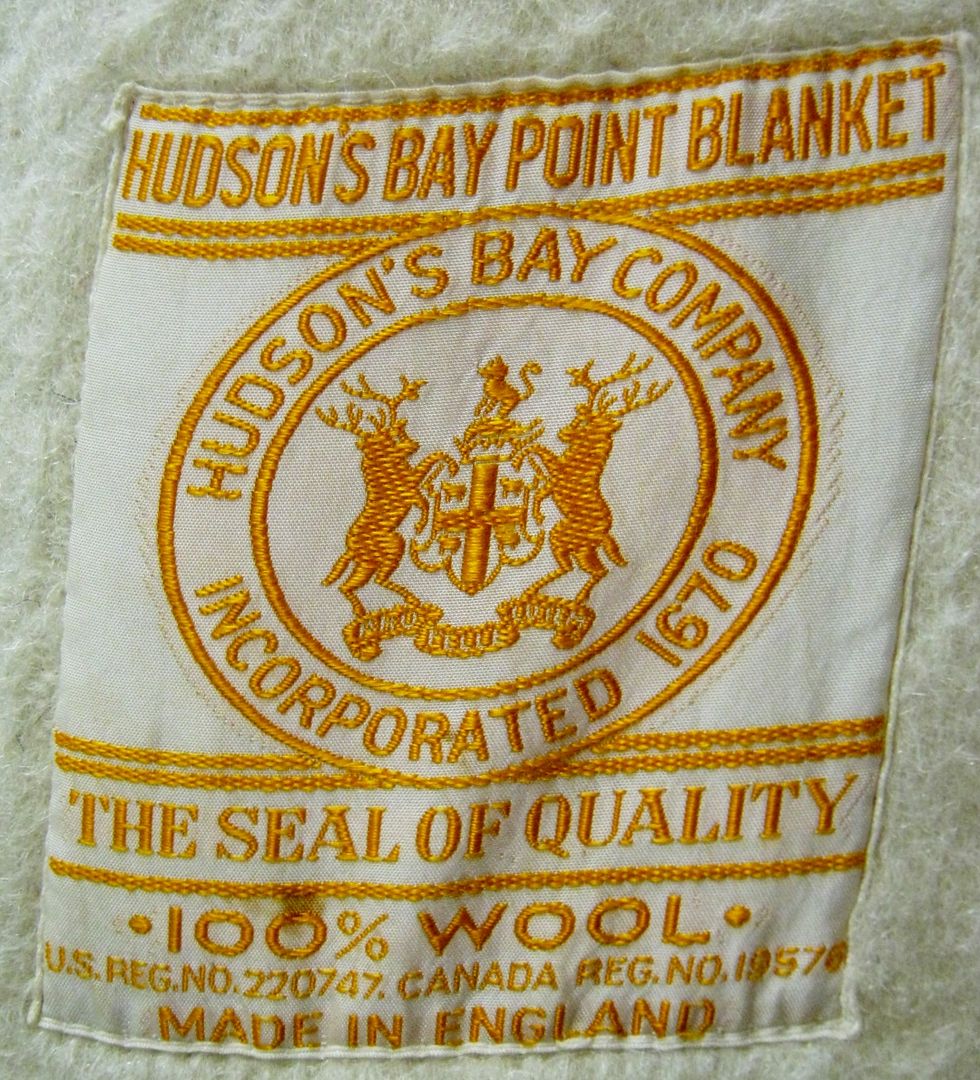 HUDSON'S BAY POINT BLANKET
HUDSON'S BAY COMPANY
INCORPORATED 1670
THE SEAL OF QUALITY
• 100% WOOL •
U.S. REG. NO. 220747. CANADA REG. NO. 19576
MADE IN ENGLAND